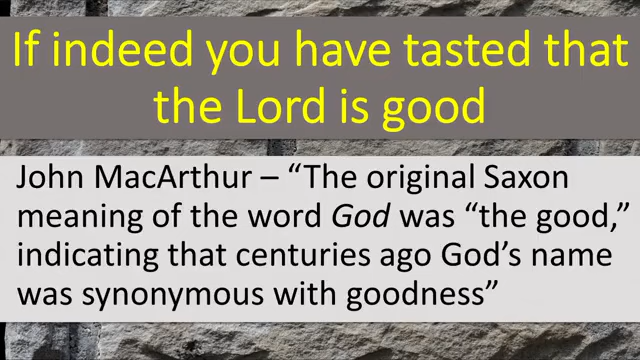 If indeed you have tasted that
the Lord is good
John MacArthur – “The original Saxon
meaning of the word God was “the good,”
indicating that centuries ago God’s name
was synonymous with goodness”